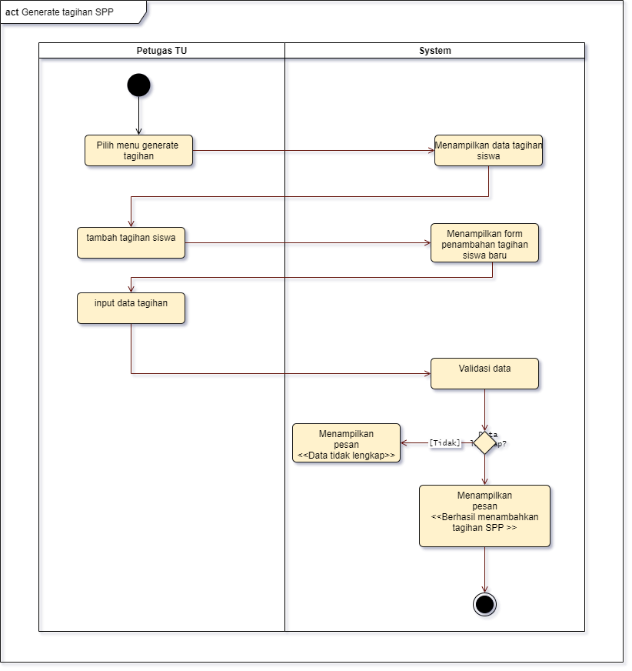 act Generate tagihan SPP
Petugas TU
System
Pilih menu generate
tagihan
Menampilkan data tagihan
siswa
tambah tagihan siswa
Menampilkan form
penambahan tagihan
siswa baru
input data tagihan
Validasi data
Menampilkan
pesan
<<Data tidak lengkap>>
[Tidak]
Menampilkan
pesan
<<Berhasil menambahkan
tagihan SPP >>